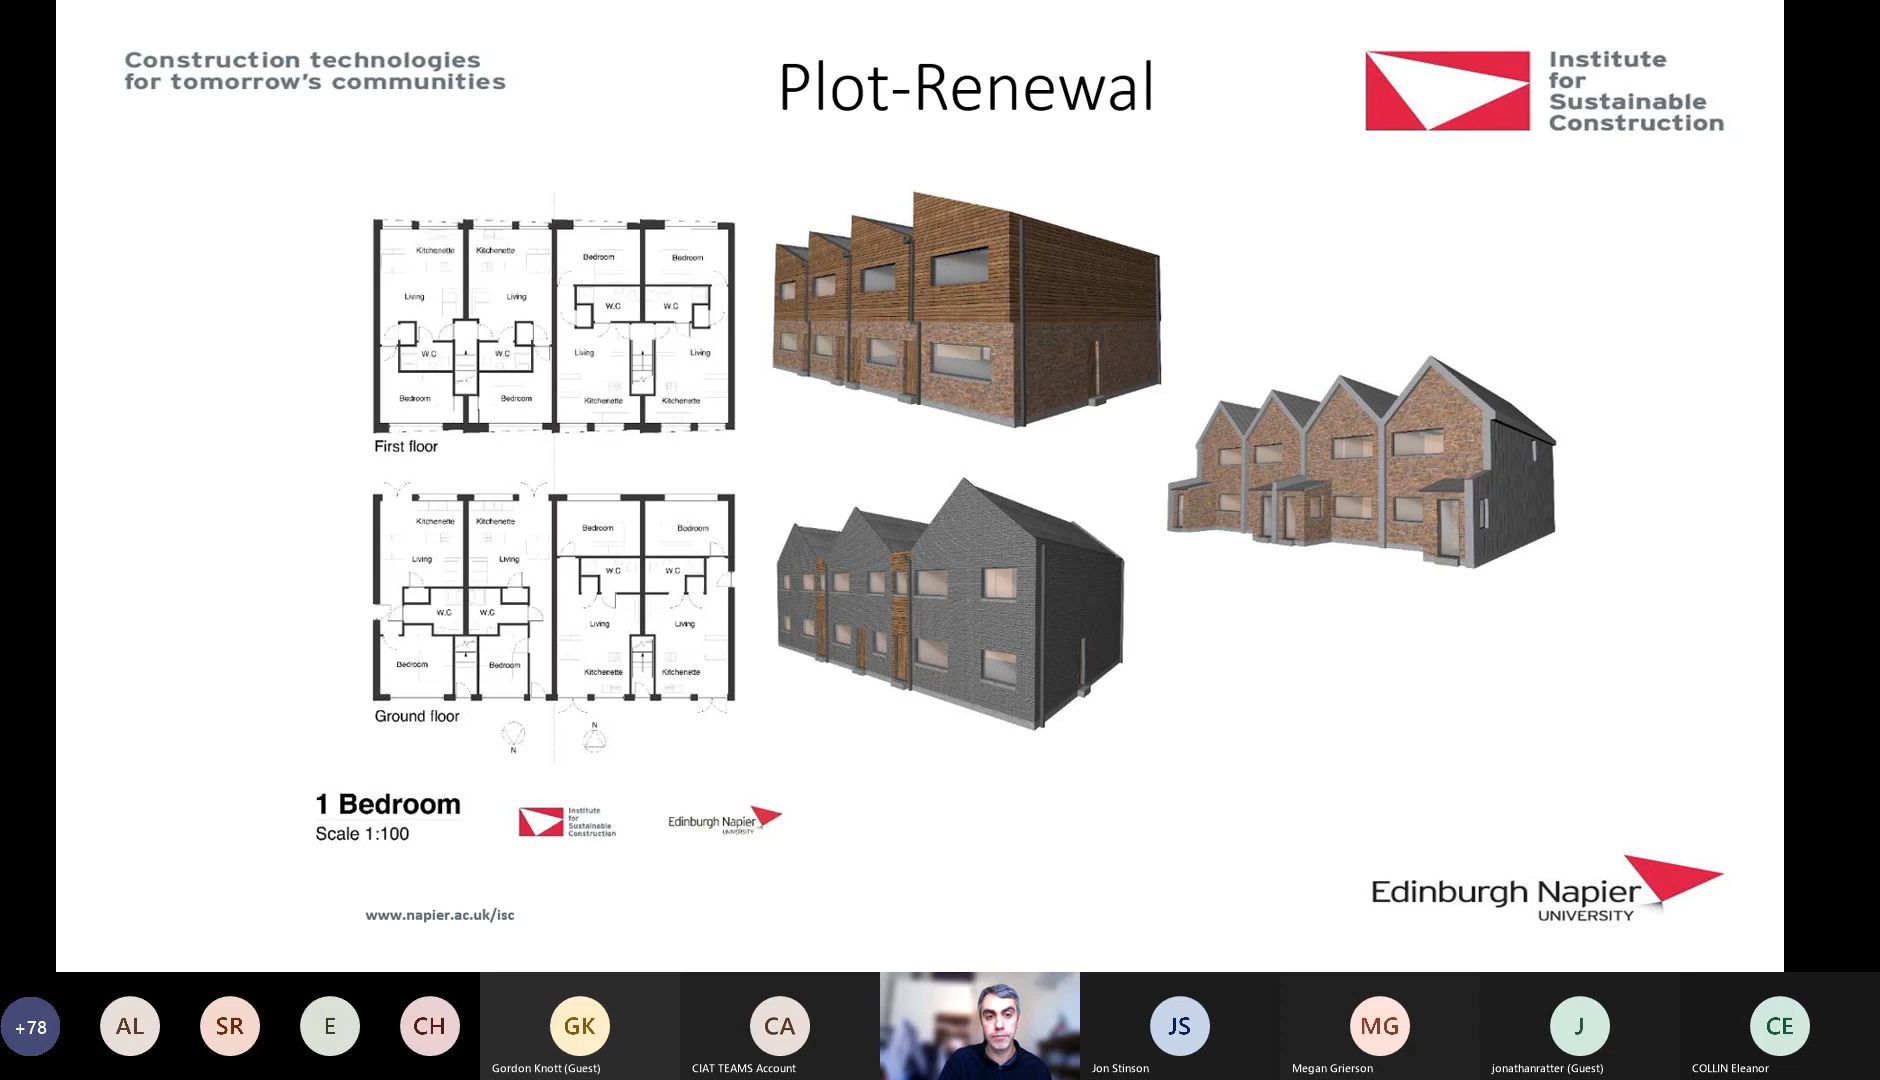 Construction technologies
for tomorrow's communities
Plot-Renewal
Institute
for
Sustainable
Construction
Kitchenette
Kitchenette
Bedroom
Bedroom
Living
Living
W.C
W.C
W.C
W.C
Living
Living
Bedroom
Bedroom
Kitchenette
Kitchenette
First floor
Kitchenette
Kitchenette
Bedroom
Bedroom
Living
Living
W.C
W.C
W.C
W.C
Living
Living
Bedroom
Bedroom
Kitchenette
Kitchenette
Ground floor
N
N
1 Bedroom
Scale 1:100
Institute
for
Sustainable
Construction
Edinburgh Napier
UNIVERSITY
www.napier.ac.uk/isc
Edinburgh Napier
UNIVERSITY
+78
AL
SR
E
CH
GK
Gordon Knott (Guest)
CA
CIAT TEAMS Account
JS
Jon Stinson
MG
Megan Grierson
J
jonathanratter (Guest)
CE
COLLIN Eleanor